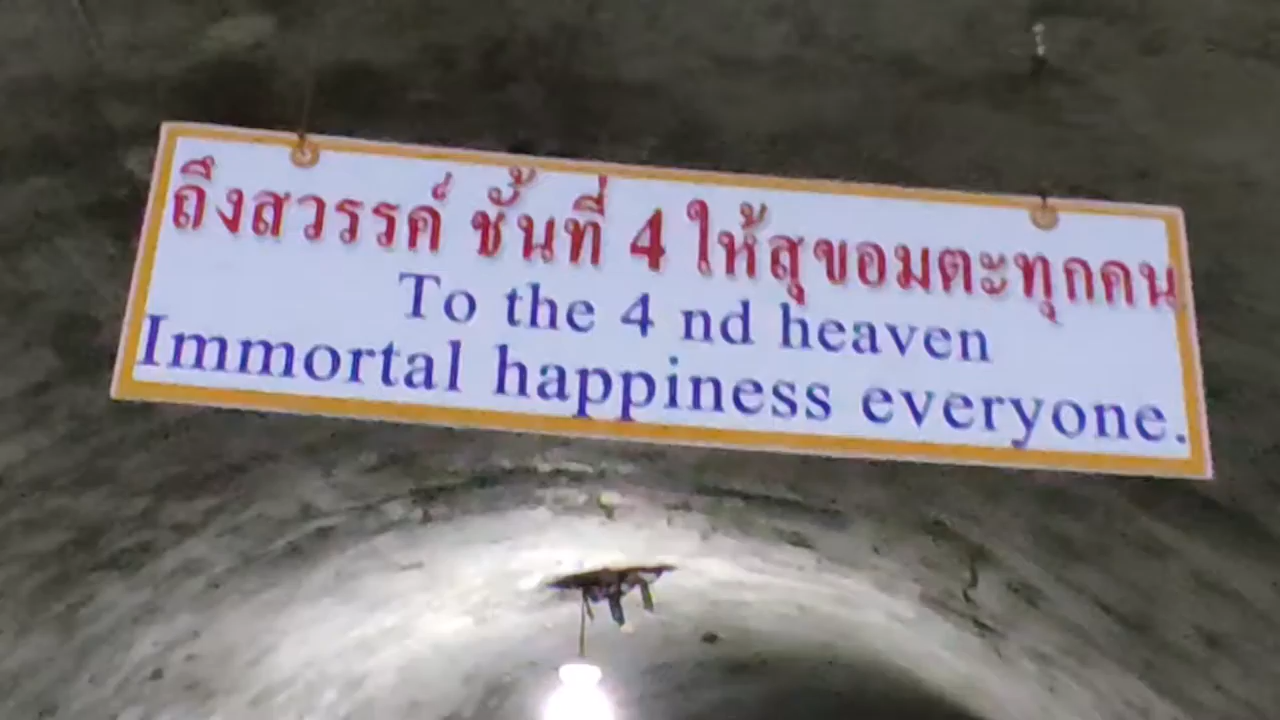 ถึงสวรรค์ ชั้นที่ 4 ให้สุขอมตะทุกคน
To the 4 nd heaven
Immortal happiness everyone.